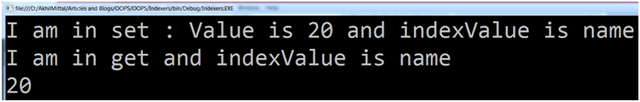 file:///D:/AkhilMittal/Articles and Blogs/OOPS/OOPS/Indexers/bin/Debug/Indexers.EXE
I am in set : Value is 20 and indexValue is name
I am in get and indexValue is name
20